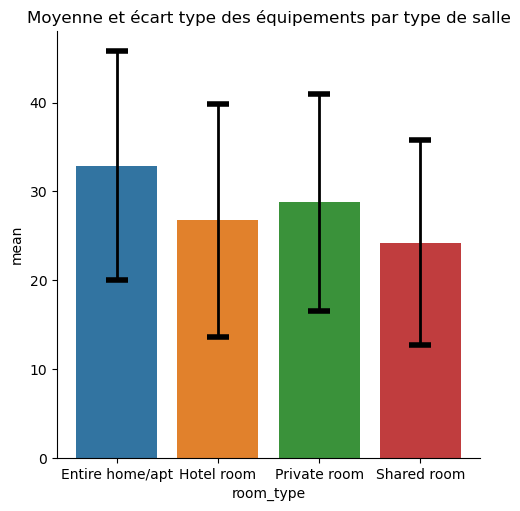 Moyenne et écart type des équipements par type de salle
40
30
20
10
0
mean
Entire home/apt Hotel room Private room Shared room
room_type